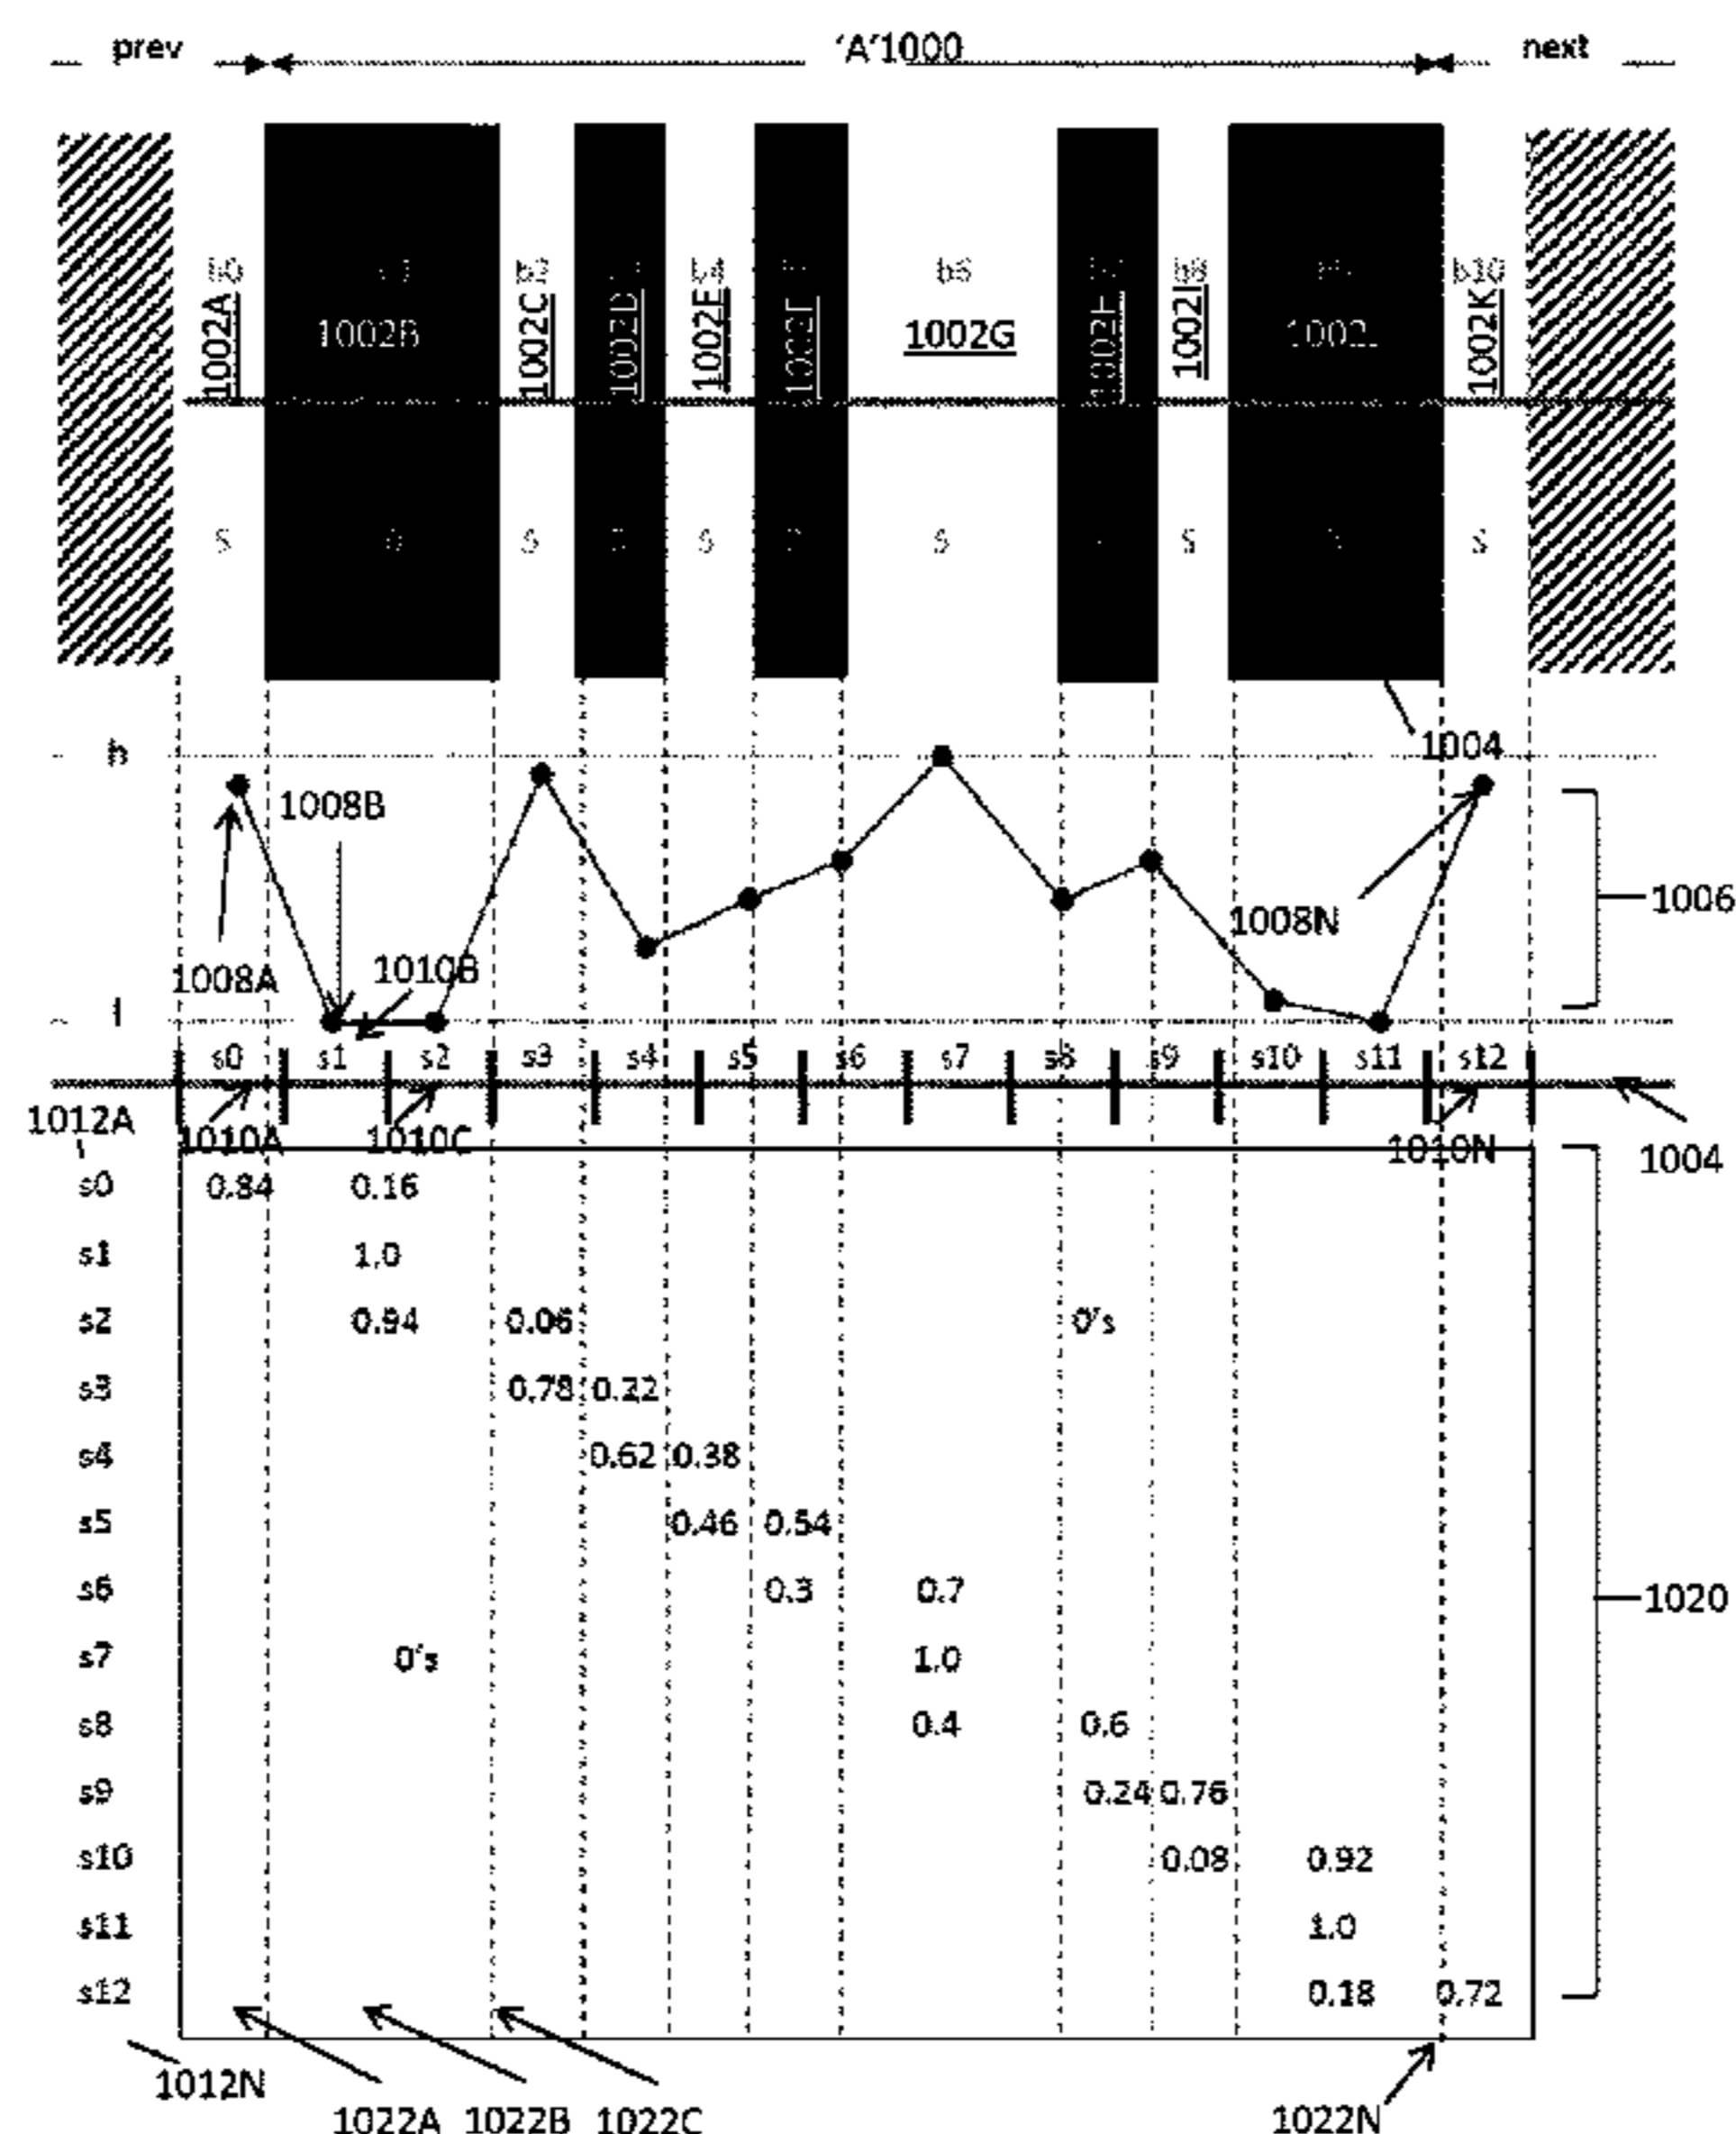 prev 'A'1000 next
b0 b2 b4 b6 b8 b10
1002A 1002B 1002C 1002D 1002E 1002G 1002I 1002K
s s s s s s
h
1004
1008B
1006
1008N
1008A 1010B
l
s0 s1 s2 s3 s4 s5 s6 s7 s8 s9 s10 s11 s12
1012A 1010A 1010C 1010N 1004
s0 0.84 0.16
s1 1.0
s2 0.94 0.06 0's
s3 0.78 0.22
s4 0.62 0.38
s5 0.46 0.54
s6 0.3 0.7
1020
s7 0's 1.0
s8 0.4 0.6
s9 0.24 0.76
s10 0.08 0.92
s11 1.0
s12 0.18 0.72
1012N
1022A 1022B 1022C 1022N